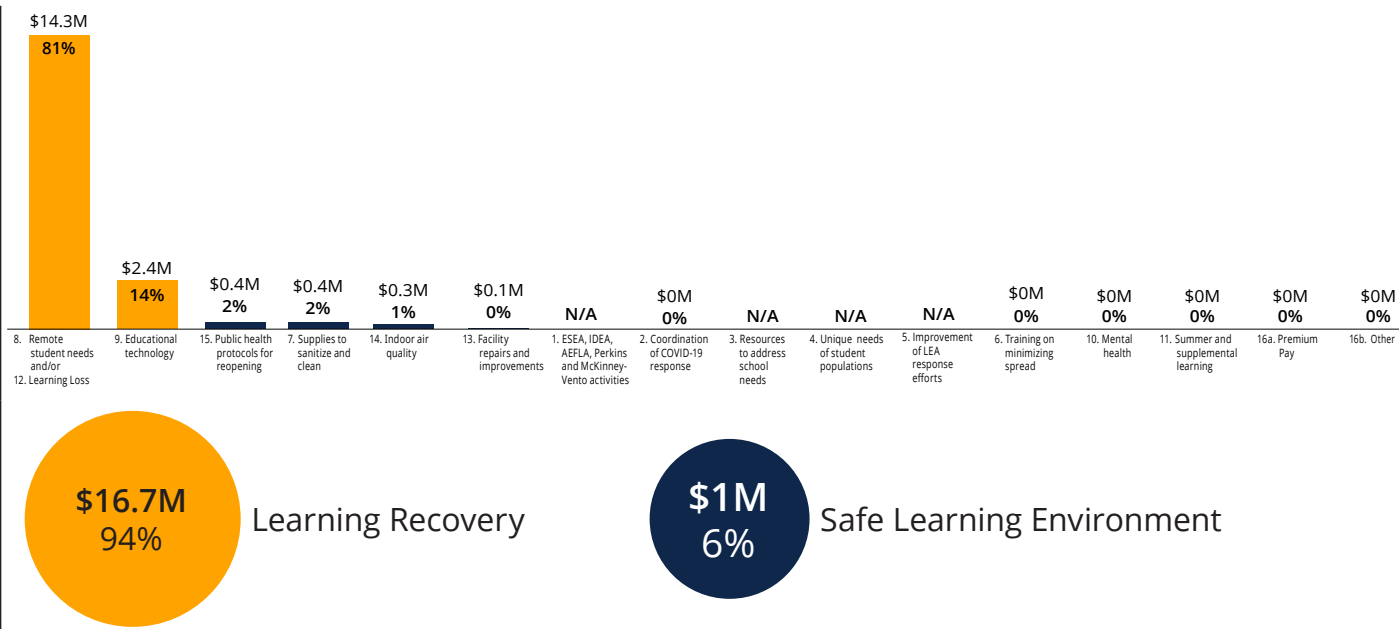 $14.3M
81%
$2.4M
14%
$0.4M
2%
$0.4M
2%
$0.3M
1%
$0.1M
0%
N/A
$0M
0%
N/A
N/A
N/A
$0M
0%
$0M
0%
$0M
0%
$0M
0%
$0M
0%
8. Remote
student needs
and/or
12. Learning Loss
9. Educational
technology
15. Public health
protocols for
reopening
7. Supplies to
sanitize and
clean
14. Indoor air
quality
13. Facility
repairs and
improvements
1. ESEA, IDEA,
AEFLA, Perkins
and McKinney-
Vento activities
2. Coordination
of COVID-19
response
3. Resources
to address
school
needs
4. Unique needs
of student
populations
5. Improvement
of LEA
response
efforts
6. Training on
minimizing
spread
10. Mental
health
11. Summer and
supplemental
learning
16a. Premium
Pay
16b. Other
$16.7M
94%
Learning Recovery
$1M
6%
Safe Learning Environment